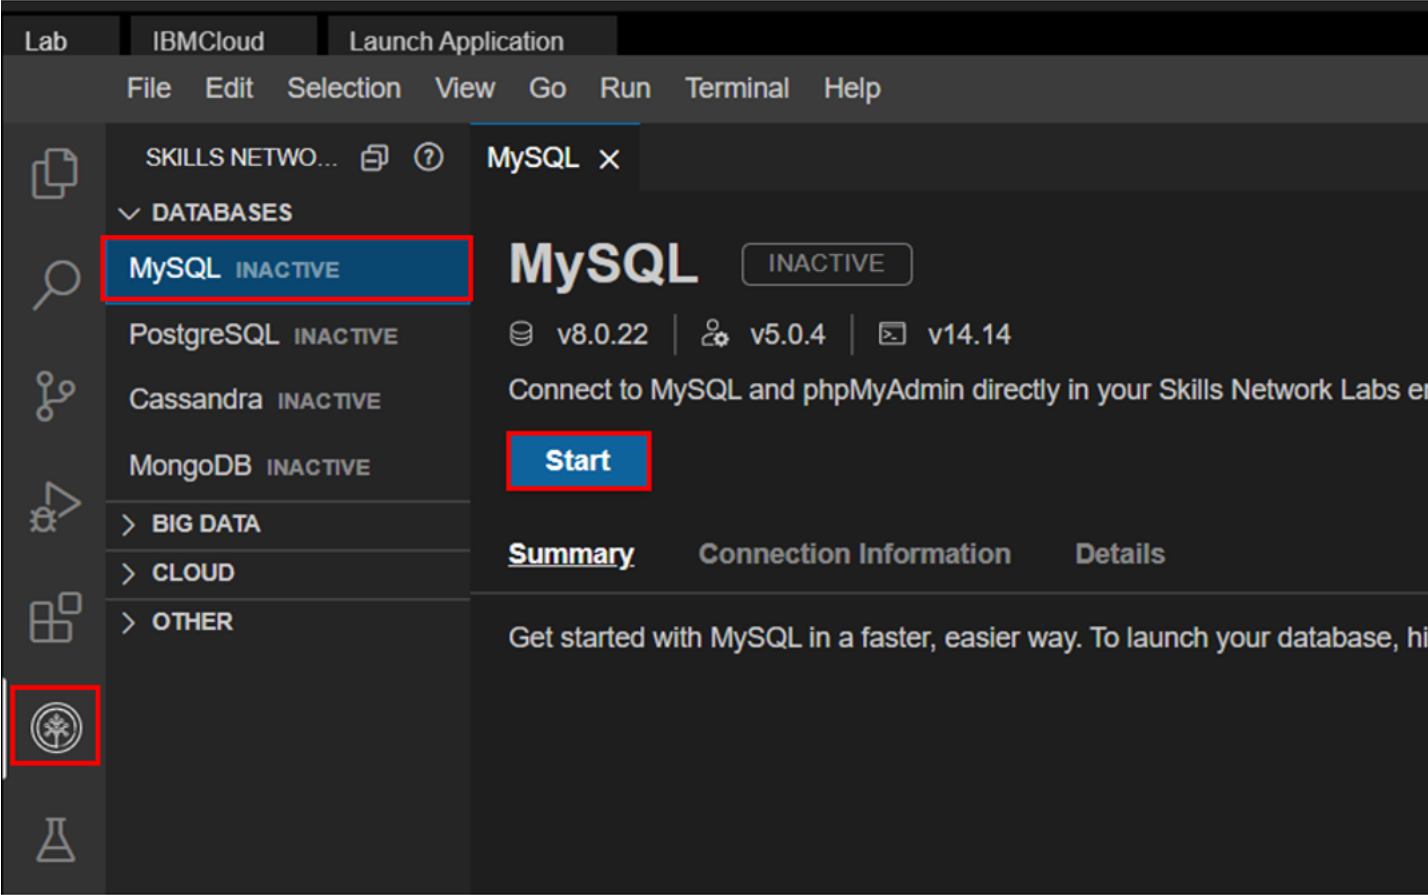 Lab IBMCloud Launch Application
File Edit Selection View Go Run Terminal Help
SKILLS NETWO...
DATABASES
MySQL INACTIVE
PostgreSQL INACTIVE
Cassandra INACTIVE
MongoDB INACTIVE
BIG DATA
CLOUD
OTHER
MySQL
MySQL INACTIVE
v8.0.22 v5.0.4 v14.14
Connect to MySQL and phpMyAdmin directly in your Skills Network Labs
Start
Summary Connection Information Details
Get started with MySQL in a faster, easier way. To launch your database,